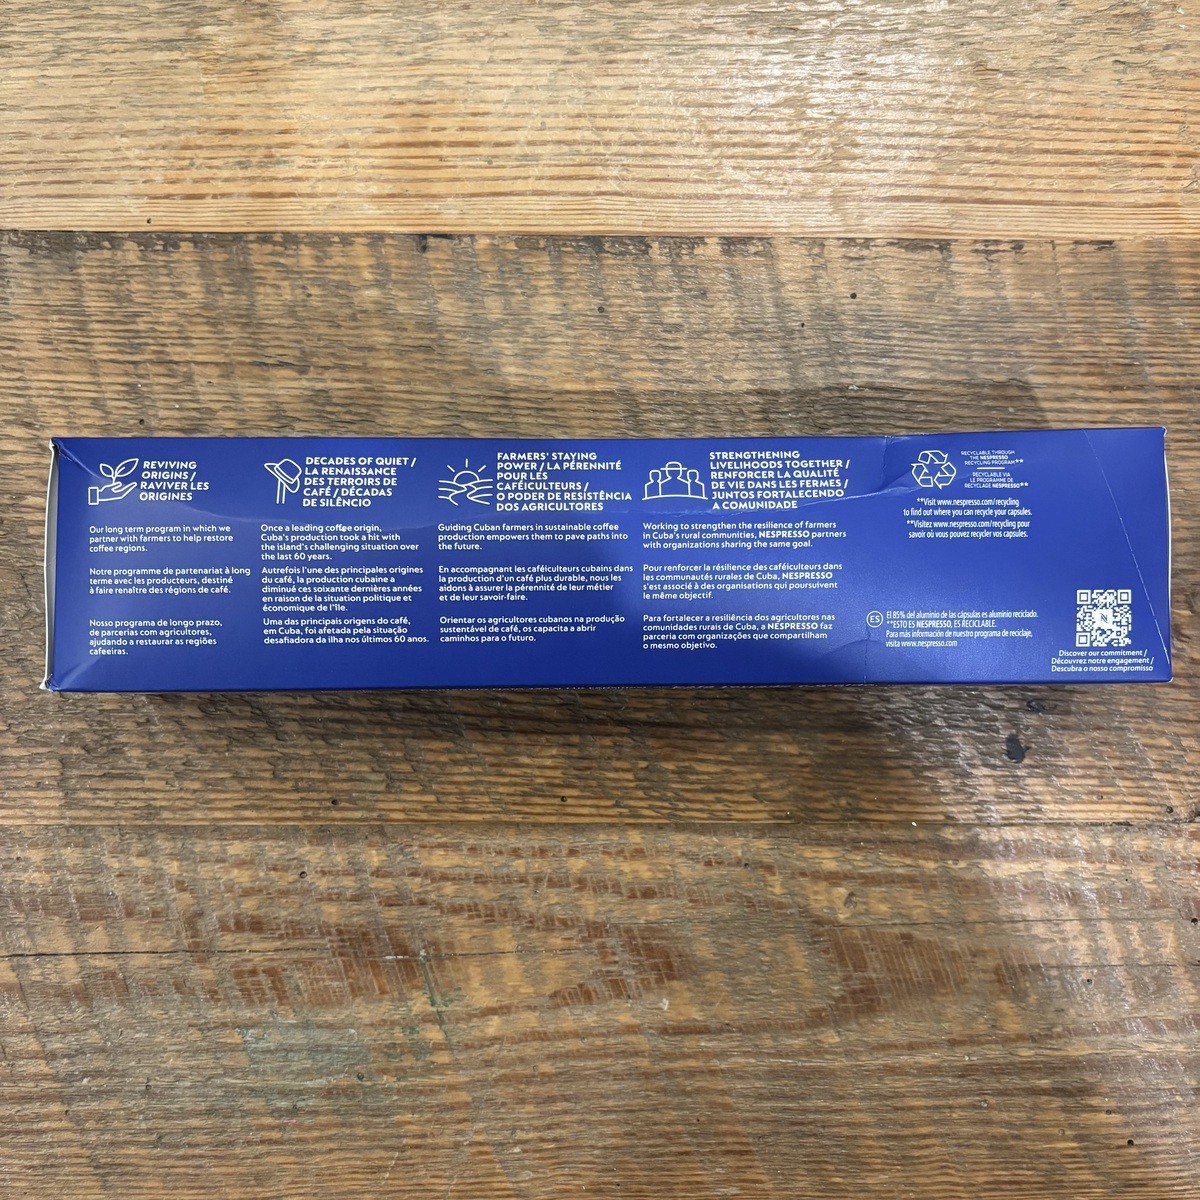 REVIVING
ORIGINS /
RAVIVER LES
ORIGINES
Our long term program in which we
partner with farmers to help restore
coffee regions.
Notre programme de partenariat à long
terme avec les producteurs, destiné
à faire renaître des régions de café.
Nosso programa de longo prazo,
de parcerias com agricultores,
ajudando a restaurar as regiões
cafeeiras.
DECADES OF QUIET /
LA RENAISSANCE
DES TERROIRS DE
CAFÉ / DÉCADAS
DE SILÊNCIO
Once a leading coffee origin,
Cuba's production took a hit with
the island's challenging situation over
the last 60 years.
Autrefois l'une des principales origines
du café, la production cubaine a
diminué ces soixante dernières années
en raison de la situation politique et
économique de l'île.
Uma das principais origens do café,
em Cuba, foi afetada pela situação
desafiadora da ilha nos últimos 60 anos.
FARMERS' STAYING
POWER / LA PÉRENNITÉ
POUR LES
CAFÉICULTEURS /
O PODER DE RESISTÊNCIA
DOS AGRICULTORES
Guiding Cuban farmers in sustainable coffee
production empowers them to pave paths into
the future.
En accompagnant les caféiculteurs cubains dans
la production d'un café plus durable, nous les
aidons à assurer la pérennité de leur métier
et de leur savoir-faire.
Orientar os agricultores cubanos na produção
sustentável de café, os capacita a abrir
caminhos para o futuro.
STRENGTHENING
LIVELIHOODS TOGETHER /
RENFORCER LA QUALITÉ
DE VIE DANS LES FERMES /
JUNTOS FORTALECENDO
A COMUNIDADE
Working to strengthen the resilience of farmers
in Cuba's rural communities, NESPRESSO partners
with organizations sharing the same goal.
Pour renforcer la résilience des caféiculteurs dans
les communautés rurales de Cuba, NESPRESSO
s'est associé à des organisations qui poursuivent
le même objectif.
Para fortalecer a resiliência dos agricultores nas
comunidades rurais de Cuba, a NESPRESSO faz
parceria com organizações que compartilham
o mesmo objetivo.
RECYCLABLE THROUGH
THE NESPRESSO
RECYCLING PROGRAM**
RECYCLABLE VIA
LE PROGRAMME DE
RECYCLAGE NESPRESSO**
**Visit www.nespresso.com/recycling
to find out where you can recycle your capsules.
**Visitez www.nespresso.com/recycling pour
savoir où vous pouvez recycler vos capsules.
ES
El 85% del aluminio de las cápsulas es aluminio reciclado.
**ESTO ES NESPRESSO, ES RECICLABLE.
Para más información de nuestro programa de reciclaje,
visita www.nespresso.com
N
Discover our commitment /
Découvrez notre engagement /
Descubra o nosso compromisso